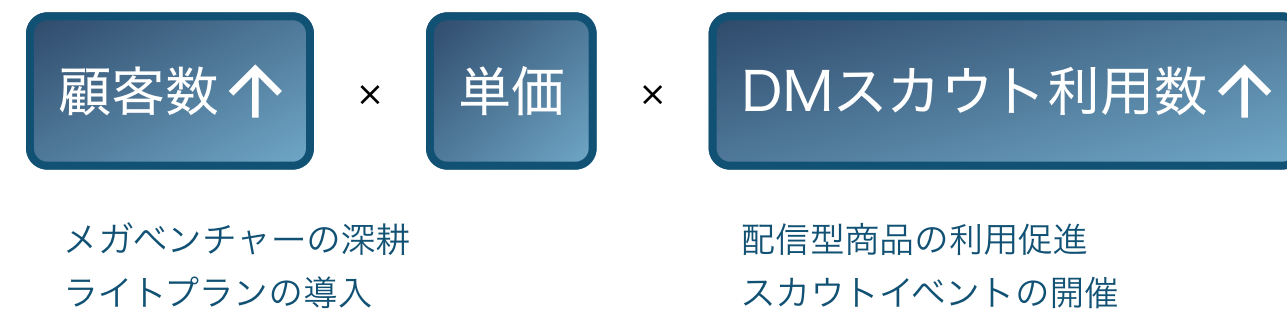 顧客数↑ × 単価 × DMスカウト利用数↑
メガベンチャーの深耕
ライトプランの導入
配信型商品の利用促進
スカウトイベントの開催